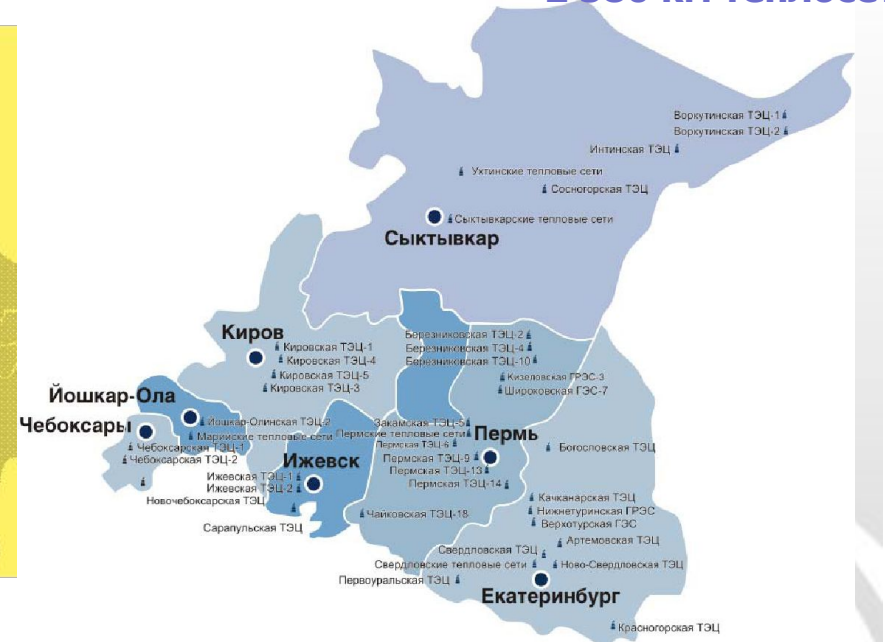 Воркутинская ТЭЦ-1
Воркутинская ТЭЦ-2
Интинская ТЭЦ
Ухтинские тепловые сети
Сосногорская ТЭЦ
Сыктывкарские тепловые сети
Сыктывкар
Киров
Кировская ТЭЦ-1
Кировская ТЭЦ-4
Кировская ТЭЦ-5
Кировская ТЭЦ-3
Березниковская ТЭЦ-2
Березниковская ТЭЦ-4
Березниковская ТЭЦ-10
Кизеловская ГРЭС-3
Широковская ГЭС-7
Йошкар-Ола
Йошкар-Олинская ТЭЦ-2
Марийские тепловые сети
Чебоксары
Чебоксарская ТЭЦ-1
Чебоксарская ТЭЦ-2
Новочебоксарская ТЭЦ
Ижевск
Ижевская ТЭЦ-1
Ижевская ТЭЦ-2
Сарапульская ТЭЦ
Закамская ТЭЦ-5
Пермские тепловые сети
Пермская ТЭЦ-6
Пермь
Пермская ТЭЦ-9
Пермская ТЭЦ-13
Пермская ТЭЦ-14
Чайковская ТЭЦ-18
Богословская ТЭЦ
Качканарская ТЭЦ
Нижнетуринская ГРЭС
Верхотурская ГЭС
Артемовская ТЭЦ
Свердловская ТЭЦ
Свердловские тепловые сети
Ново-Свердловская ТЭЦ
Первоуральская ТЭЦ
Екатеринбург
Красногорская ТЭЦ